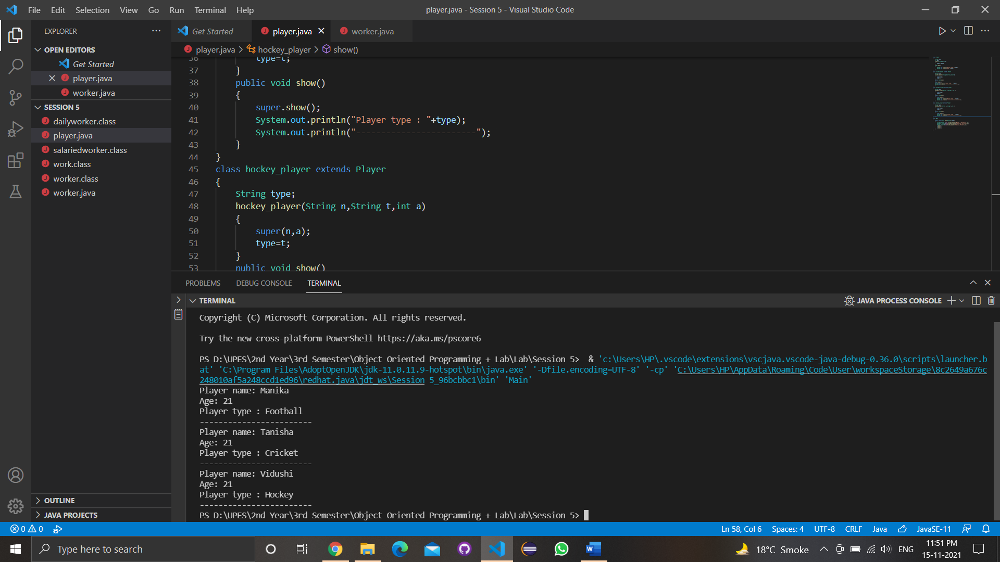 File Edit Selection View Go Run Terminal Help
player.java - Session 5 - Visual Studio Code
EXPLORER
OPEN EDITORS
Get Started
player.java
worker.java
SESSION 5
dailyworker.class
player.java
salariedworker.class
work.class
worker.class
worker.java
OUTLINE
JAVA PROJECTS
Get Started player.java worker.java
player.java > hockey_player > show()
36 type=t;
37 }
38 public void show()
39 {
40 super.show();
41 System.out.println("Player type : "+type);
42 System.out.println("------------------------");
43 }
44 }
45 class hockey_player extends Player
46 {
47 String type;
48 hockey_player(String n,String t,int a)
49 {
50 super(n,a);
51 type=t;
52 }
53 public void show()
PROBLEMS DEBUG CONSOLE TERMINAL
TERMINAL
JAVA PROCESS CONSOLE
Copyright (C) Microsoft Corporation. All rights reserved.
Try the new cross-platform PowerShell https://aka.ms/pscore6
PS D:\UPES\2nd Year\3rd Semester\Object Oriented Programming + Lab\Lab\Session 5>  & 'c:\Users\HP\.vscode\extensions\vscjava.vscode-java-debug-0.36.0\scripts\launcher.b
at' 'C:\Program Files\AdoptOpenJDK\jdk-11.0.11.9-hotspot\bin\java.exe' '-Dfile.encoding=UTF-8' '-cp' 'C:\Users\HP\AppData\Roaming\Code\User\workspaceStorage\8c2649a676c
248010af5a248ccd1ed96\redhat.java\jdt_ws\Session 5_96bcbbc1\bin' 'Main'
Player name: Manika
Age: 21
Player type : Football
------------------------
Player name: Tanisha
Age: 21
Player type : Cricket
------------------------
Player name: Vidushi
Age: 21
Player type : Hockey
------------------------
PS D:\UPES\2nd Year\3rd Semester\Object Oriented Programming + Lab\Lab\Session 5>
0 0
Ln 58, Col 6 Spaces: 4 UTF-8 CRLF Java JavaSE-11
Type here to search
18°C Smoke
ENG
11:51 PM
15-11-2021